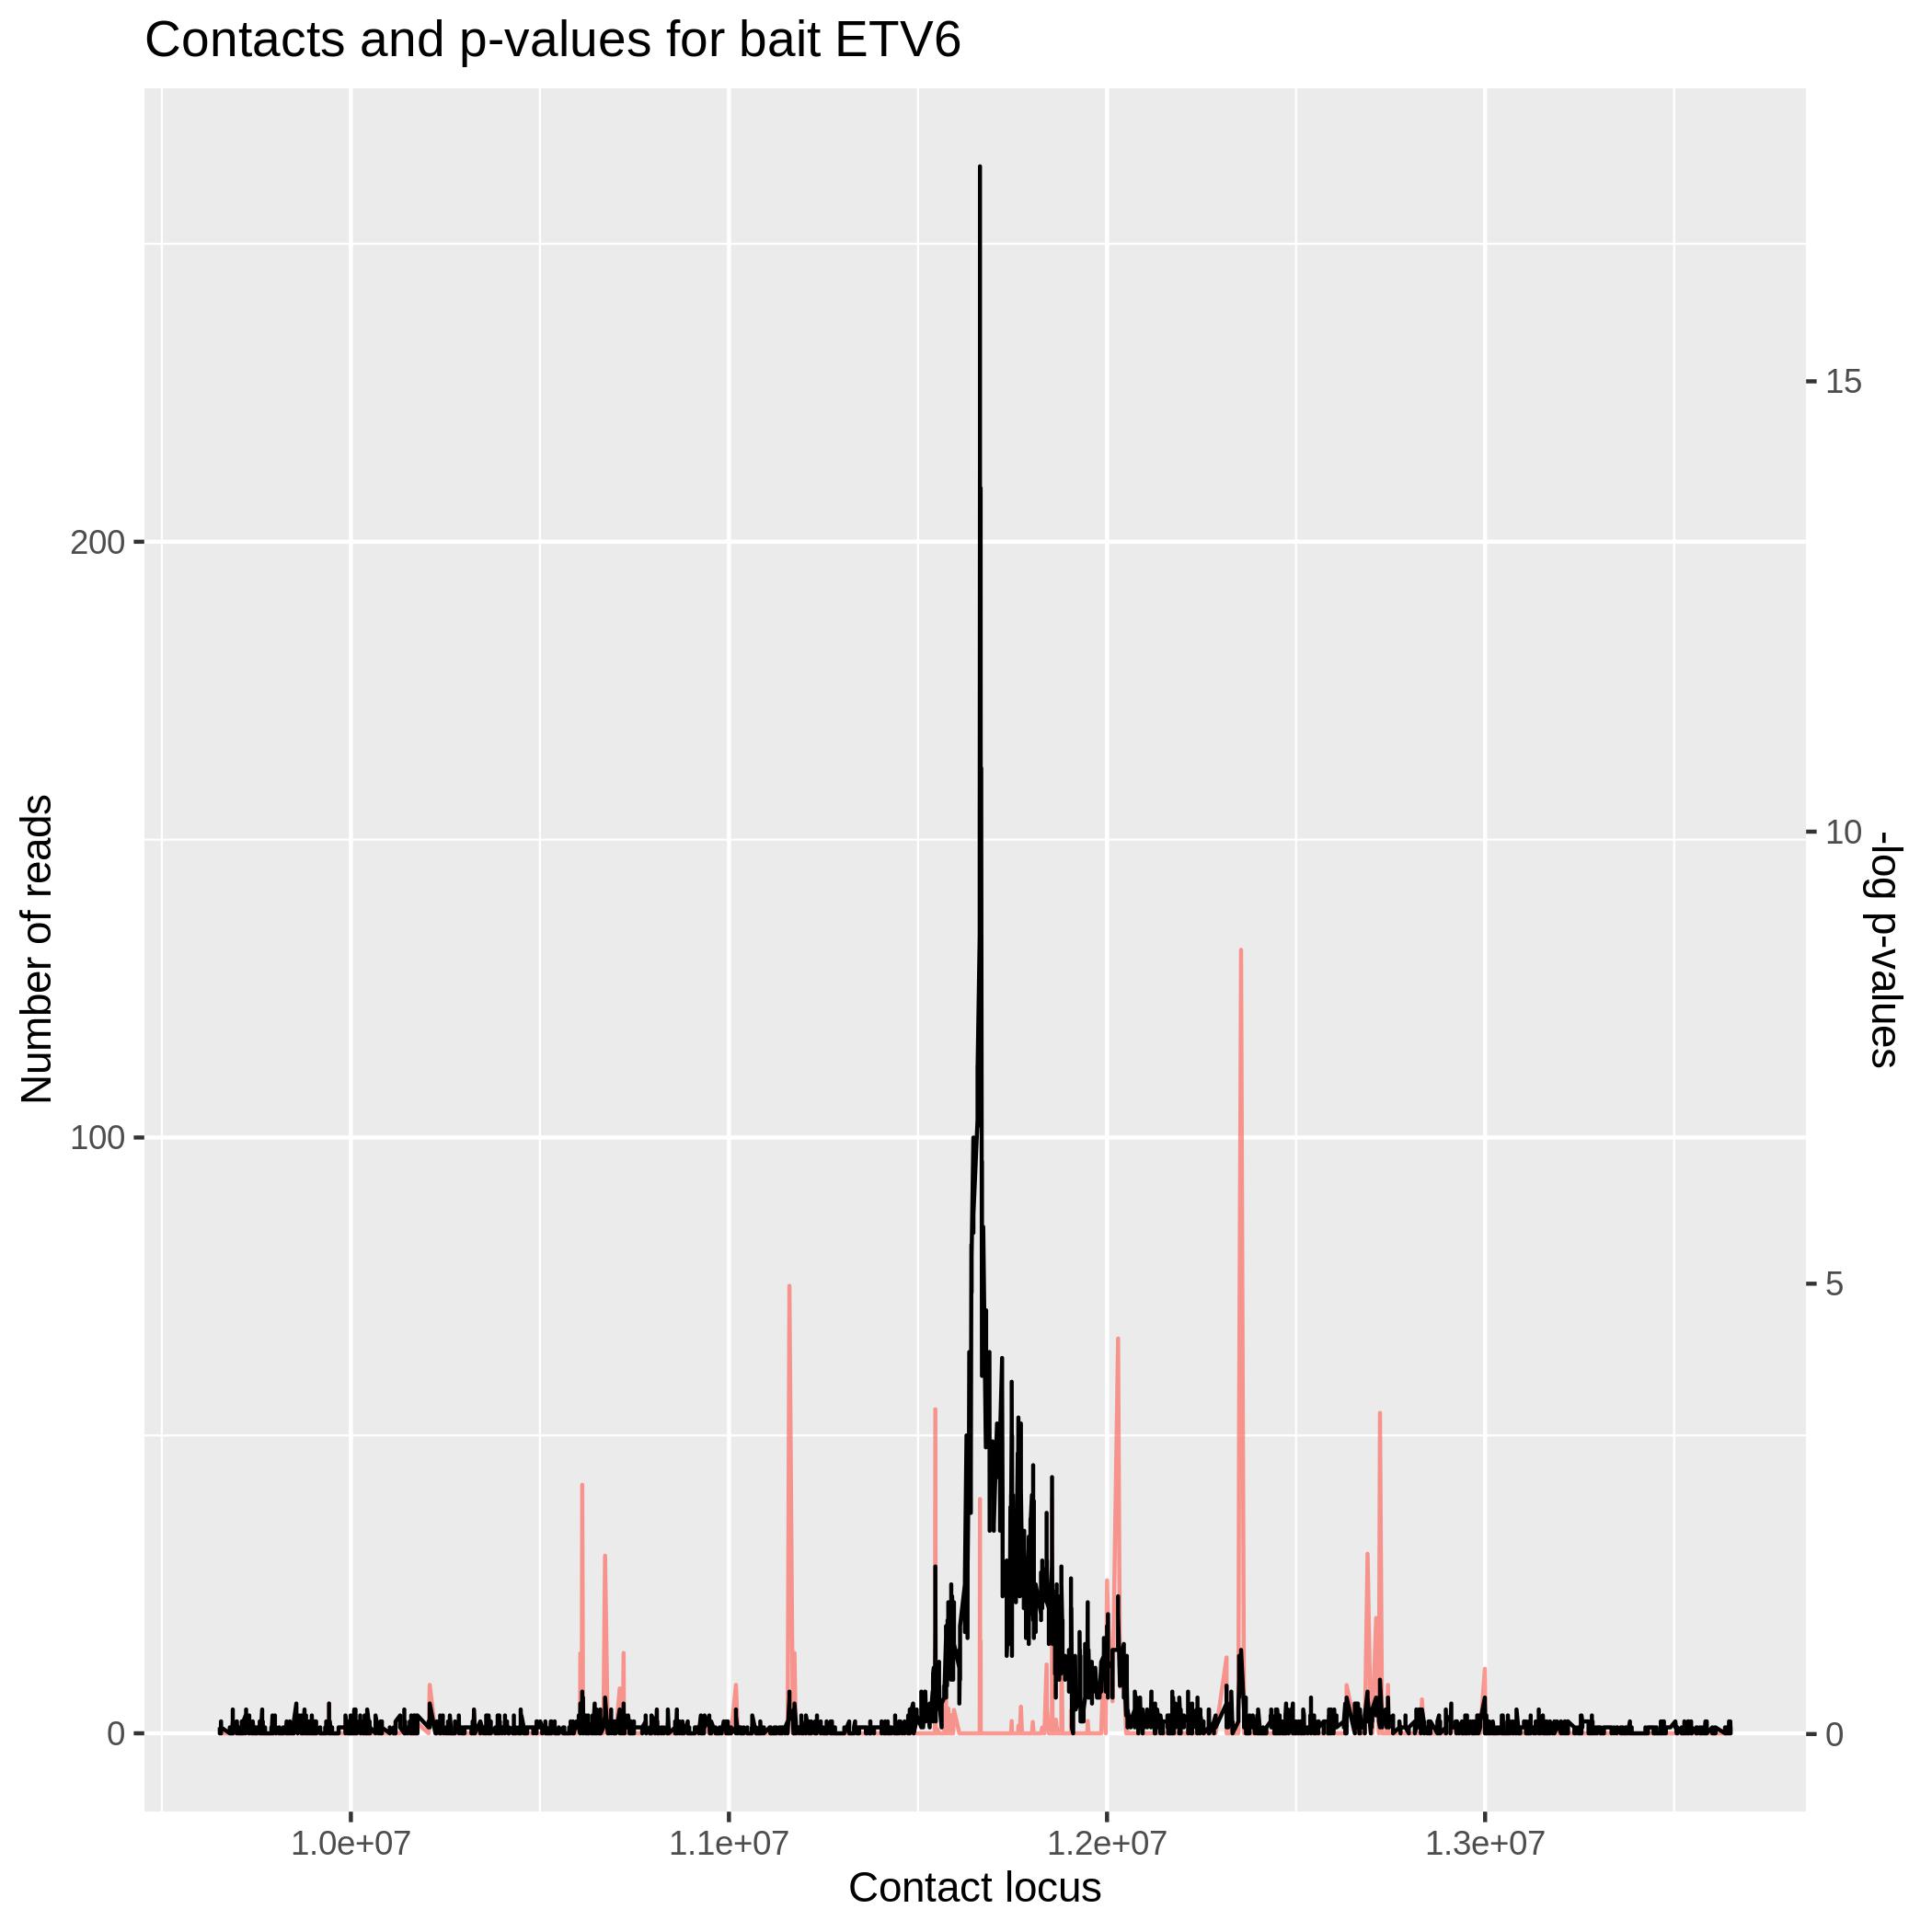 Contacts and p-values for bait ETV6
Number of reads
200
100
0
15
10
5
0
-log p-values
1.0e+07
1.1e+07
1.2e+07
1.3e+07
Contact locus